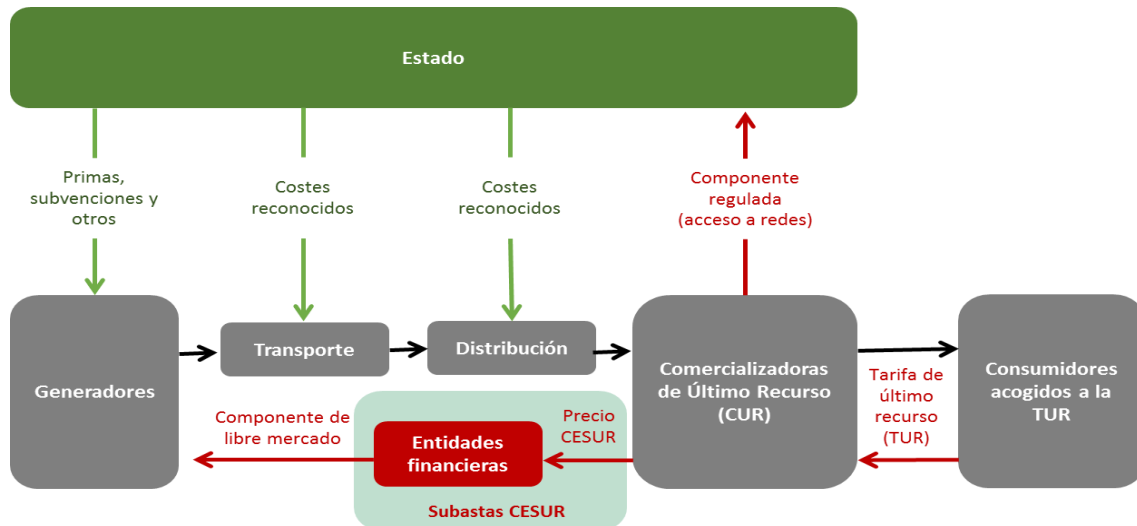 Estado
Primas,
subvenciones y
otros
Costes
reconocidos
Costes
reconocidos
Componente
regulada
(acceso a redes)
Generadores
Transporte
Distribución
Comercializadoras
de Último Recurso
(CUR)
Tarifa de
último
recurso
(TUR)
Consumidores
acogidos a la
TUR
Componente de
libre mercado
Entidades
financieras
Precio
CESUR
Subastas CESUR